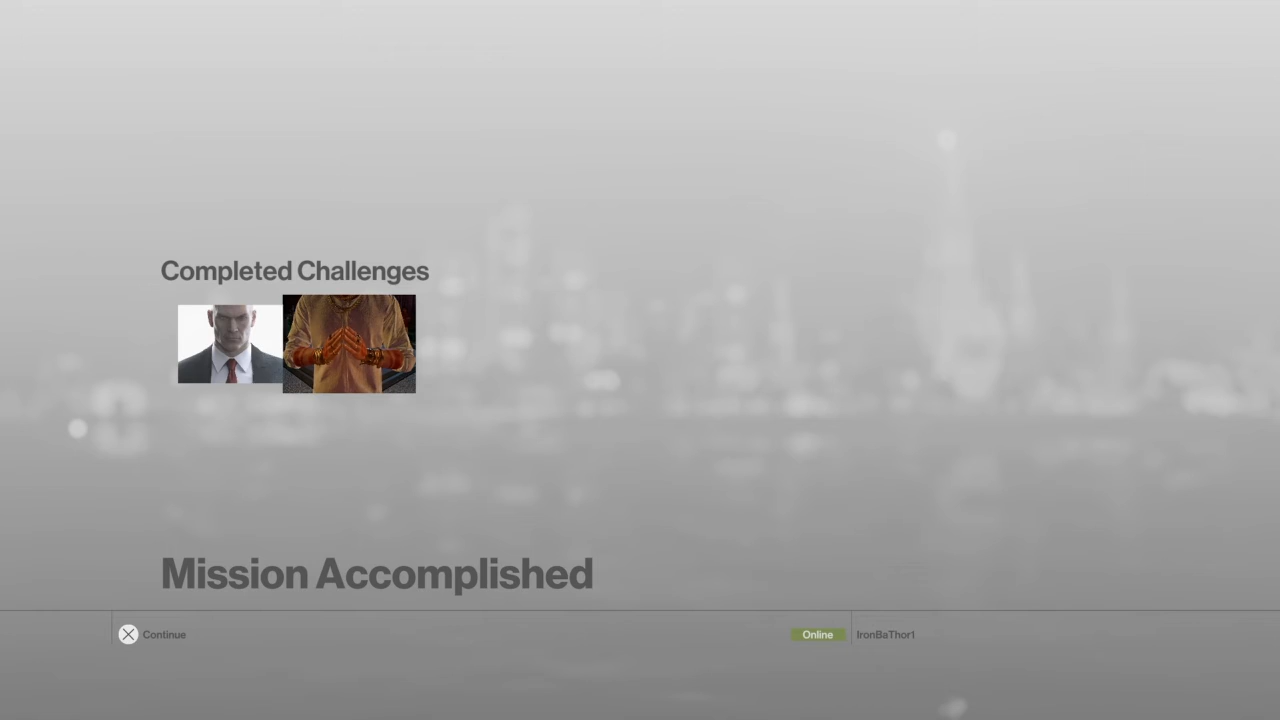 Completed Challenges
Mission Accomplished
Continue
Online
IronBaThor1